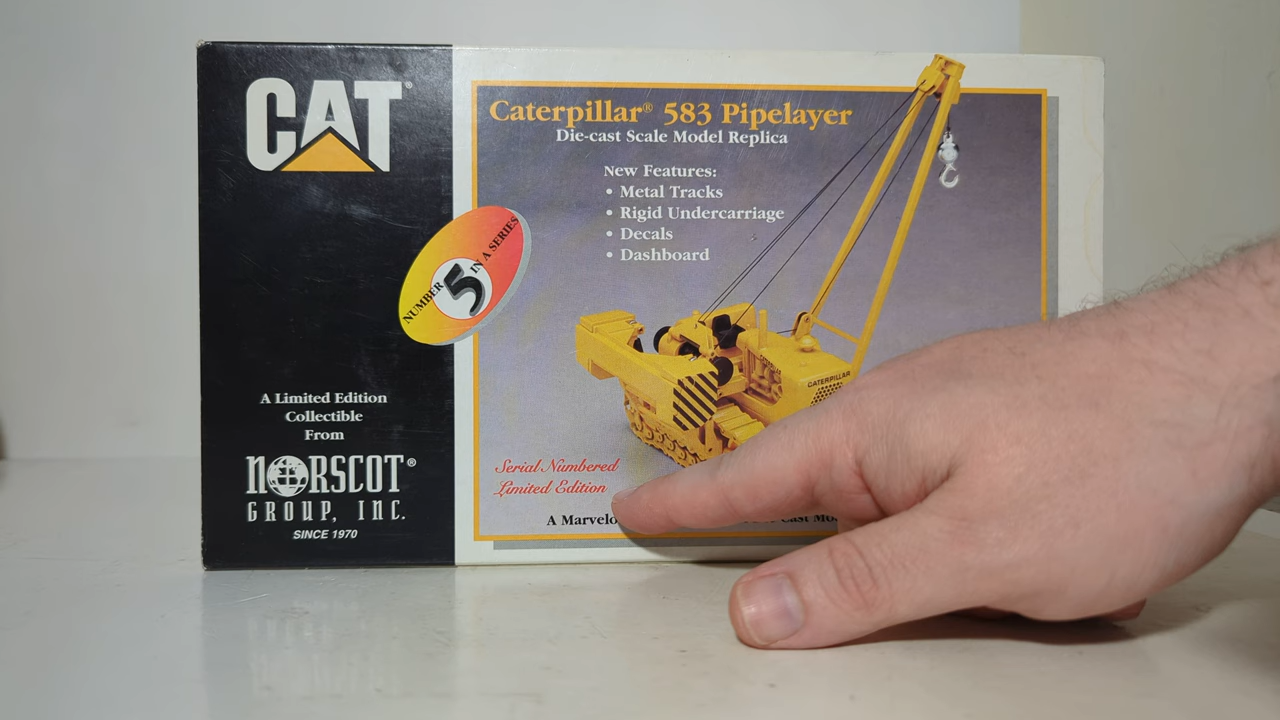 CAT®
Caterpillar® 583 Pipelayer
Die-cast Scale Model Replica
New Features:
• Metal Tracks
• Rigid Undercarriage
• Decals
• Dashboard
NUMBER 5 IN A SERIES
CATERPILLAR
A Limited Edition
Collectible
From
NORSCOT®
GROUP, INC.
SINCE 1970
Serial Numbered
Limited Edition
A